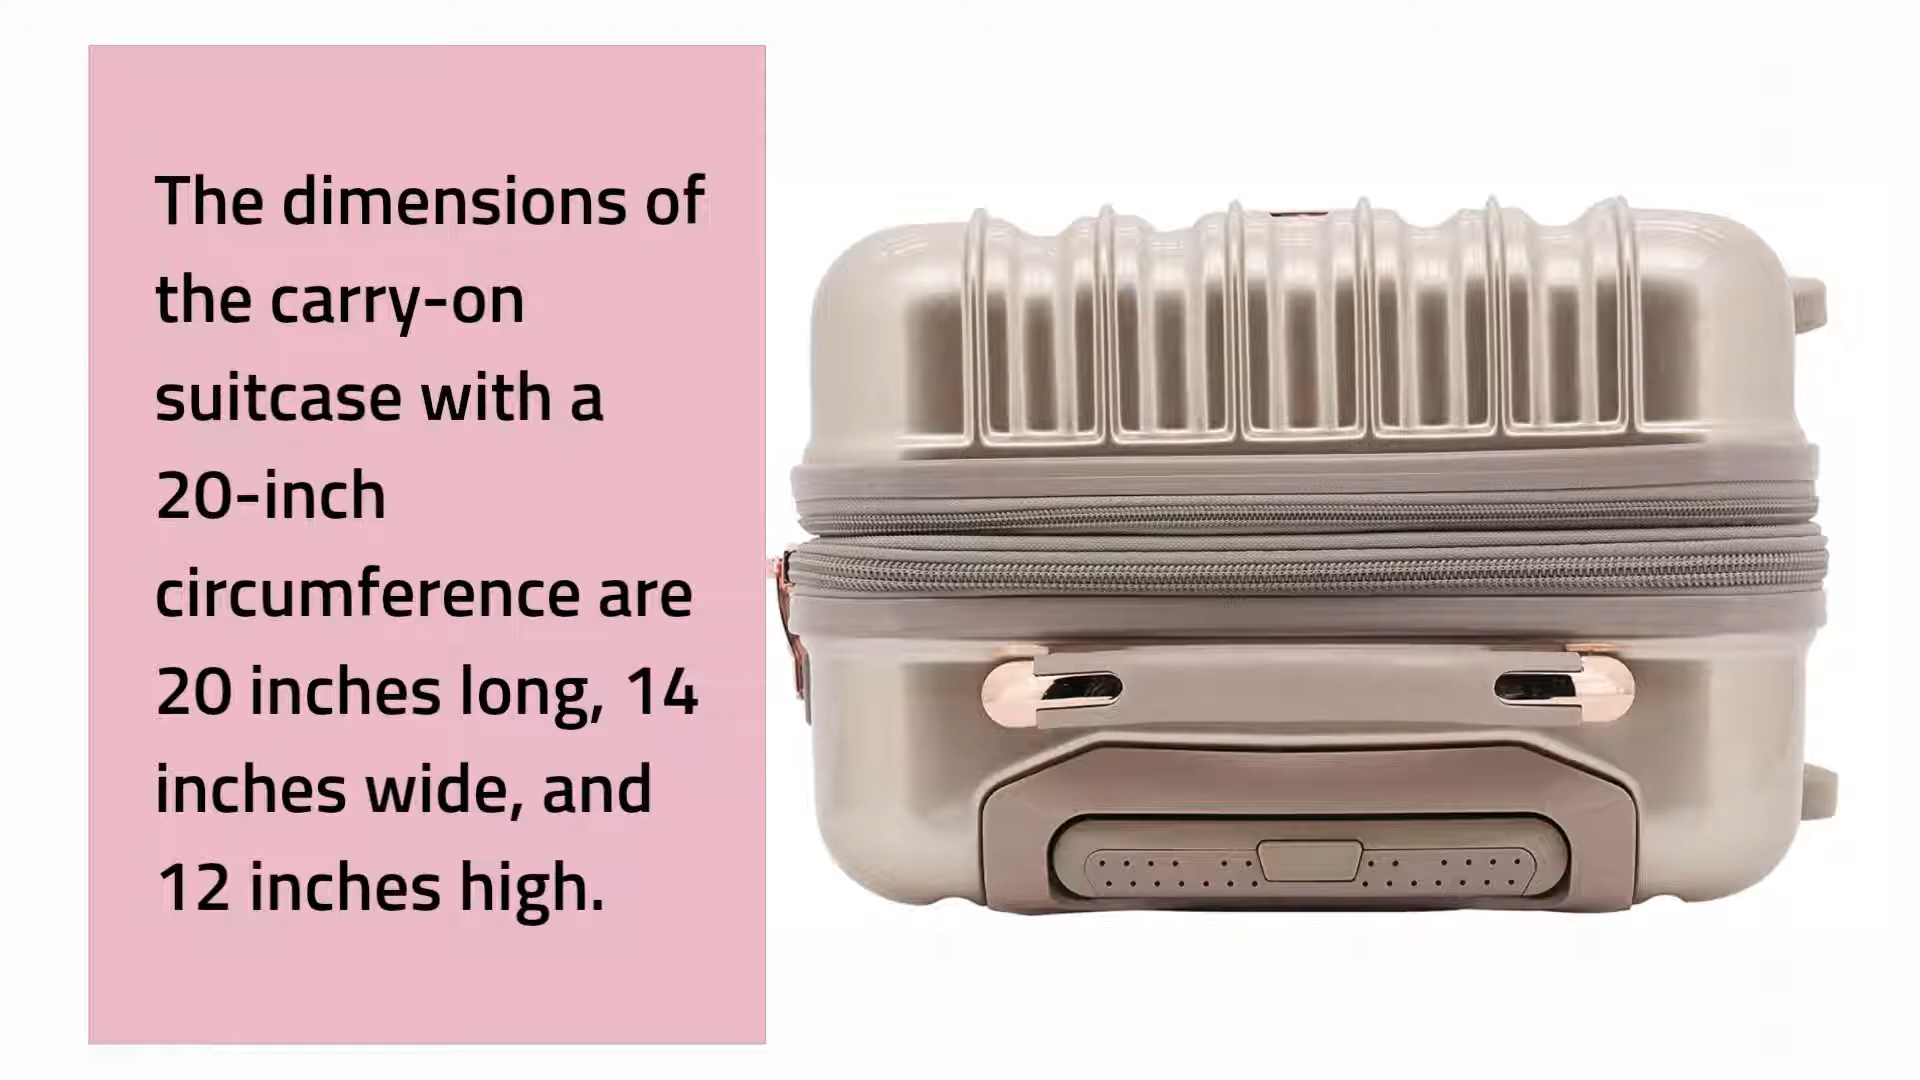 The dimensions of
the carry-on
suitcase with a
20-inch
circumference are
20 inches long, 14
inches wide, and
12 inches high.